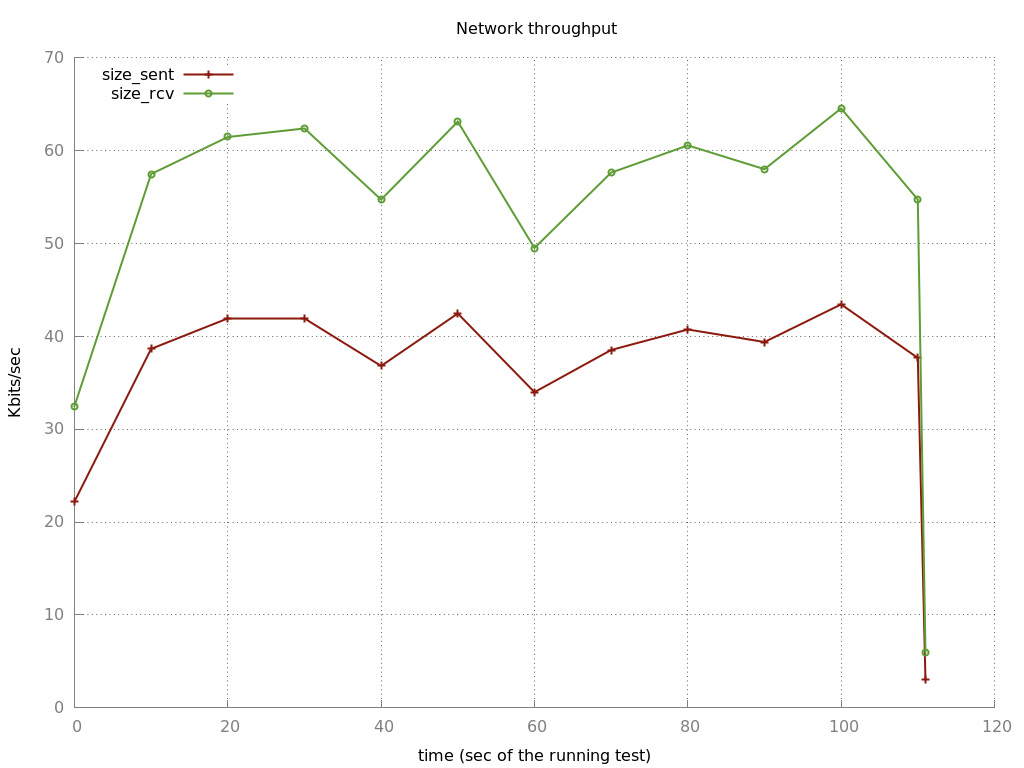 Network throughput
70
60
50
40
30
20
10
0
size_sent
size_rcv
Kbits/sec
0 20 40 60 80 100 120
time (sec of the running test)